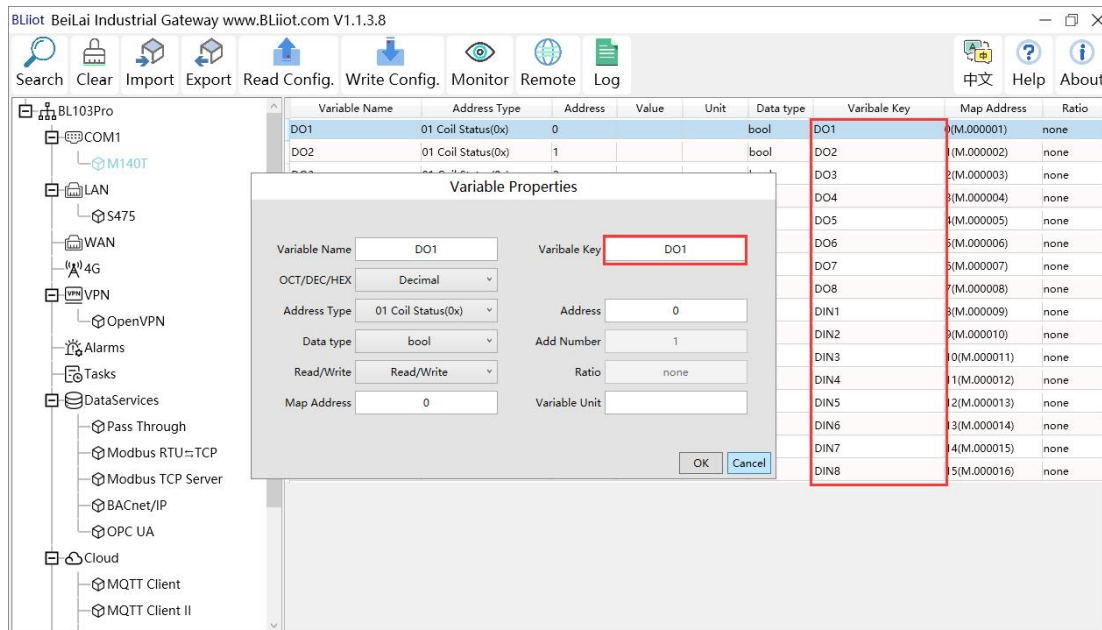 BLiiot BeiLai Industrial Gateway www.BLiiot.com V1.1.3.8
Search Clear Import Export Read Config. Write Config. Monitor Remote Log 中文 Help About
BL103Pro
COM1
M140T
LAN
S475
WAN
4G
VPN
OpenVPN
Alarms
Tasks
DataServices
Pass Through
Modbus RTU⇆TCP
Modbus TCP Server
BACnet/IP
OPC UA
Cloud
MQTT Client
MQTT Client II
Variable Name Address Type Address Value Unit Data type Varibale Key Map Address Ratio
DO1 01 Coil Status(0x) 0 bool DO1 0(M.000001) none
DO2 01 Coil Status(0x) 1 bool DO2 (M.000002) none
DO3 2(M.000003) none
DO4 (M.000004) none
DO5 (M.000005) none
DO6 (M.000006) none
DO7 (M.000007) none
DO8 (M.000008) none
DIN1 (M.000009) none
DIN2 (M.000010) none
DIN3 0(M.000011) none
DIN4 1(M.000012) none
DIN5 2(M.000013) none
DIN6 3(M.000014) none
DIN7 4(M.000015) none
DIN8 5(M.000016) none
Variable Properties
Variable Name DO1 Varibale Key DO1
OCT/DEC/HEX Decimal
Address Type 01 Coil Status(0x) Address 0
Data type bool Add Number 1
Read/Write Read/Write Ratio none
Map Address 0 Variable Unit
OK Cancel